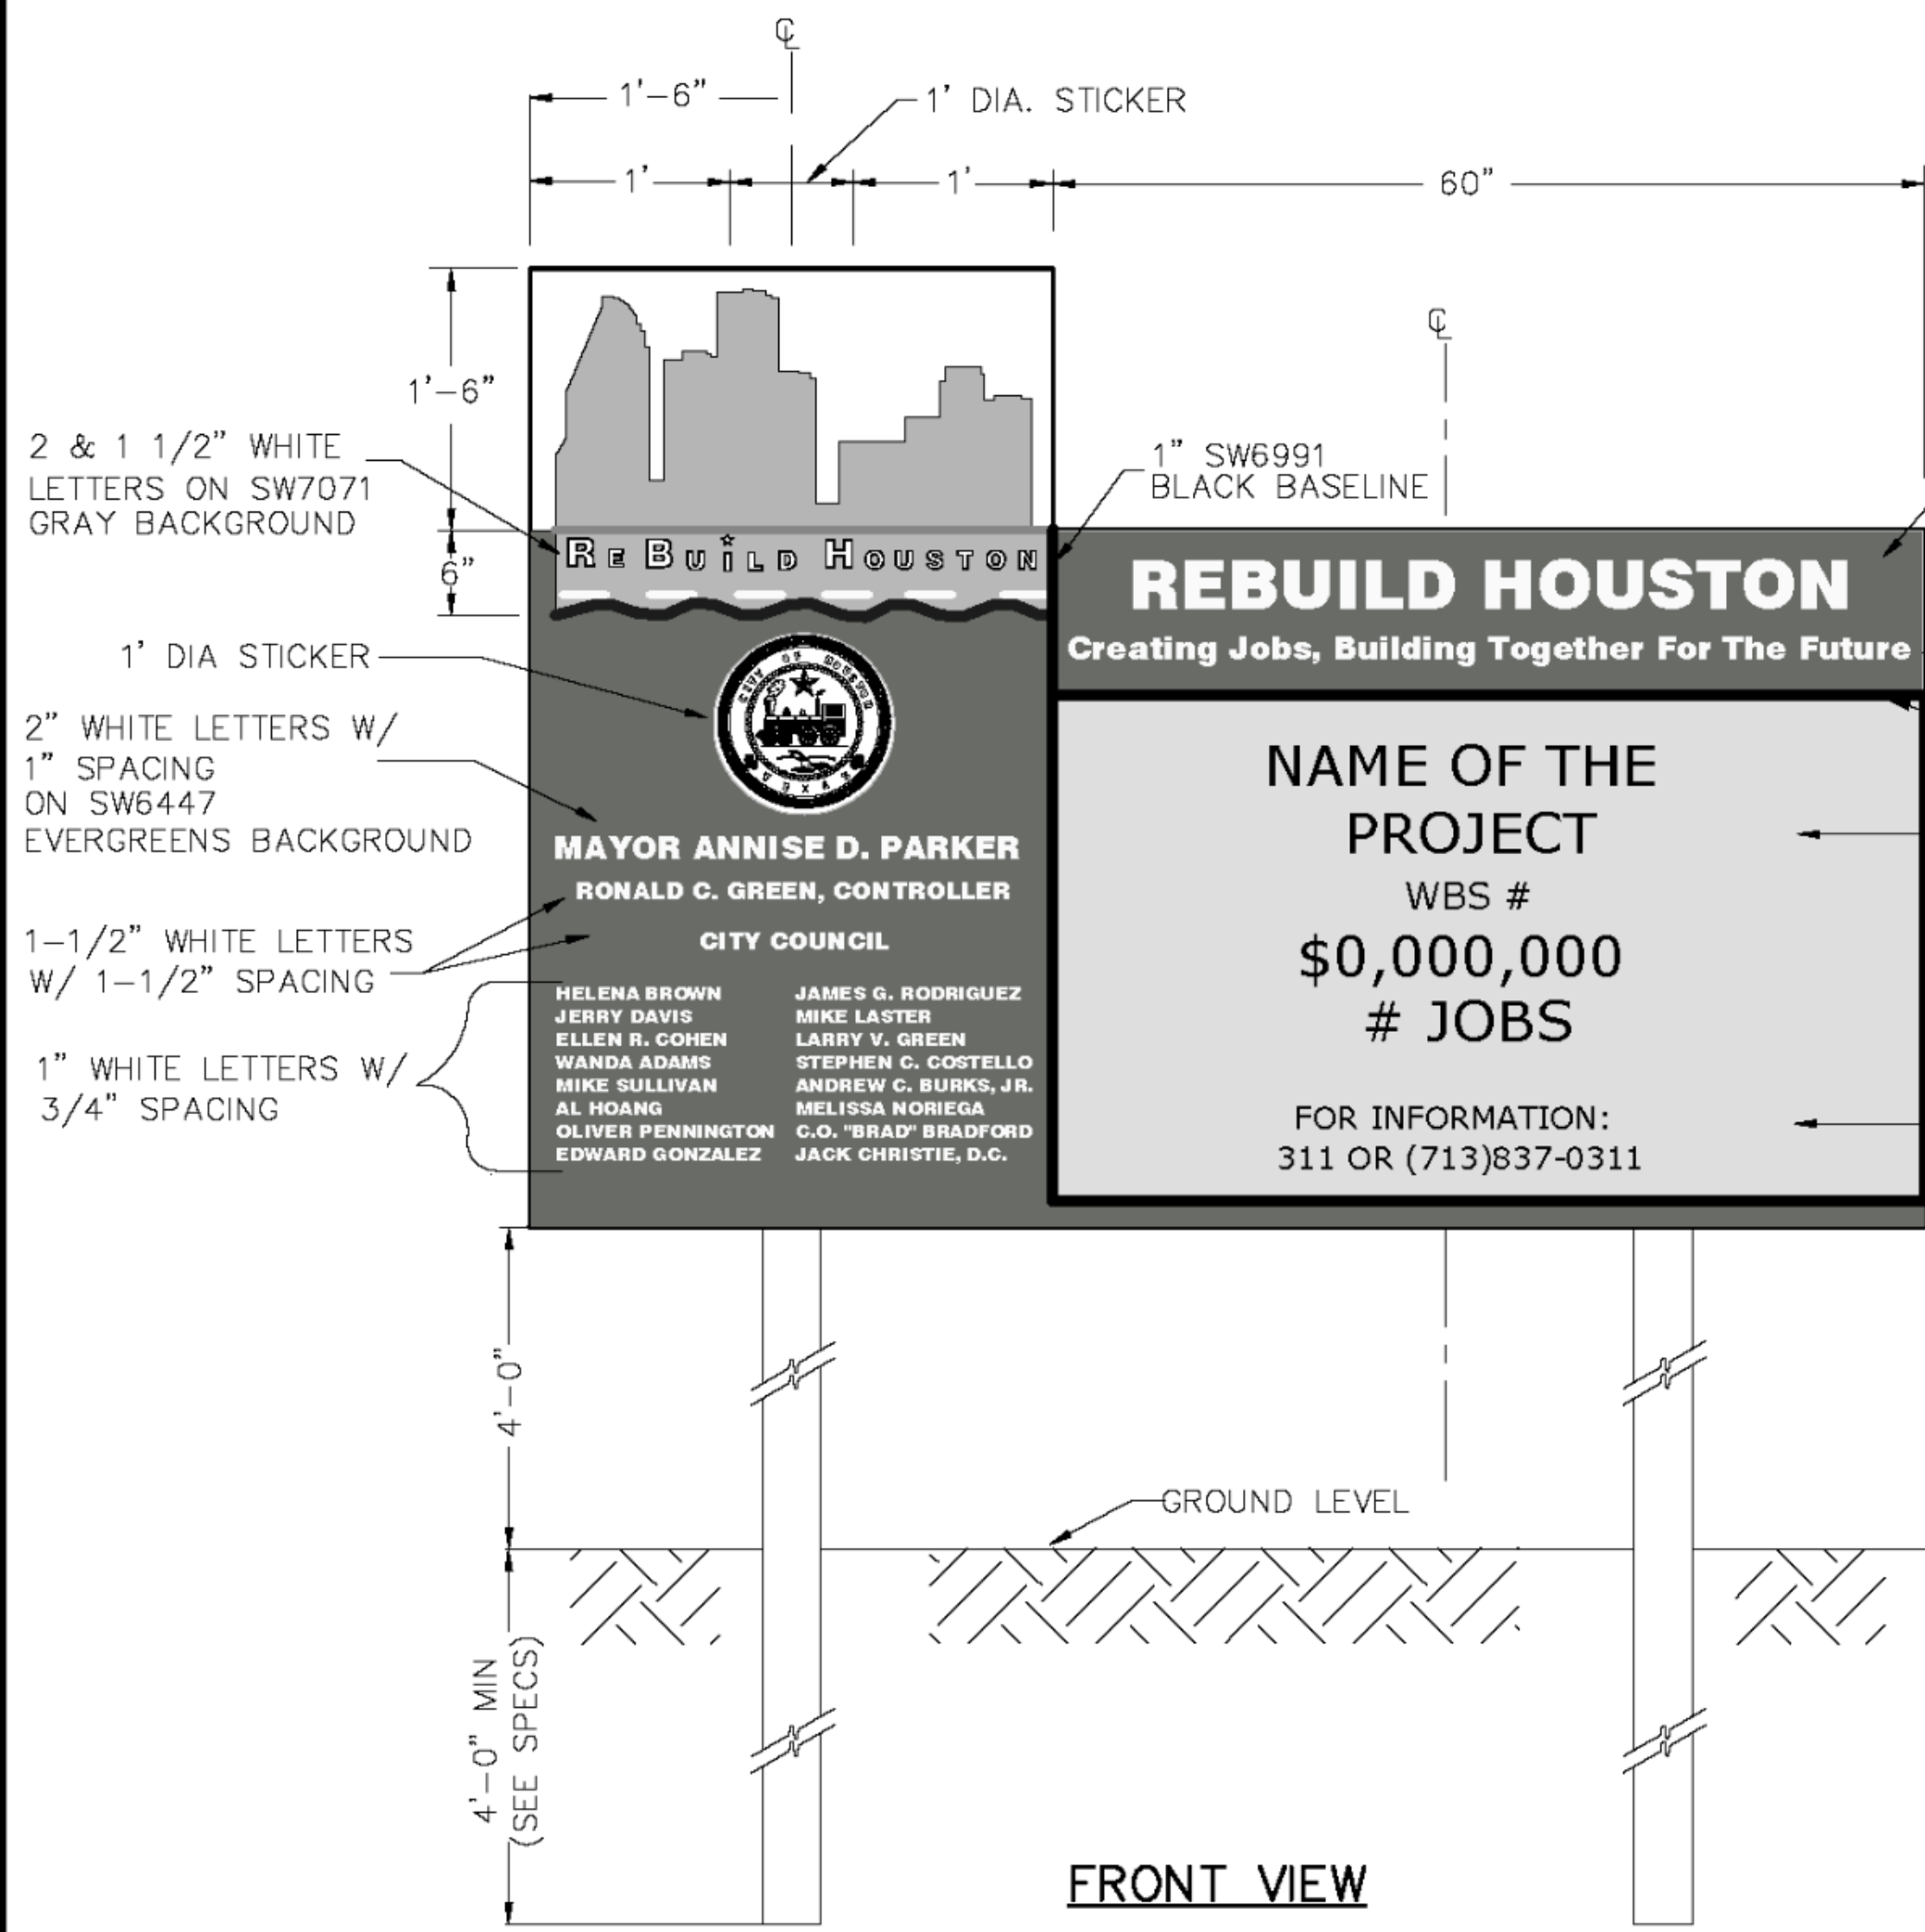 ℄
1'-6"
1' DIA. STICKER
1'
1'
60"
℄
1'-6"
2 & 1 1/2" WHITE
LETTERS ON SW7071
GRAY BACKGROUND
1" SW6991
BLACK BASELINE
6"
REBUILD HOUSTON
REBUILD HOUSTON
Creating Jobs, Building Together For The Future
1' DIA STICKER
CITY OF HOUSTON
TEXAS
2" WHITE LETTERS W/
1" SPACING
ON SW6447
EVERGREENS BACKGROUND
MAYOR ANNISE D. PARKER
RONALD C. GREEN, CONTROLLER
CITY COUNCIL
1-1/2" WHITE LETTERS
W/ 1-1/2" SPACING
HELENA BROWN
JERRY DAVIS
ELLEN R. COHEN
WANDA ADAMS
MIKE SULLIVAN
AL HOANG
OLIVER PENNINGTON
EDWARD GONZALEZ
JAMES G. RODRIGUEZ
MIKE LASTER
LARRY V. GREEN
STEPHEN C. COSTELLO
ANDREW C. BURKS, JR.
MELISSA NORIEGA
C.O. "BRAD" BRADFORD
JACK CHRISTIE, D.C.
1" WHITE LETTERS W/
3/4" SPACING
NAME OF THE
PROJECT
WBS #
$0,000,000
# JOBS
FOR INFORMATION:
311 OR (713)837-0311
4'-0"
GROUND LEVEL
4'-0" MIN
(SEE SPECS)
FRONT VIEW